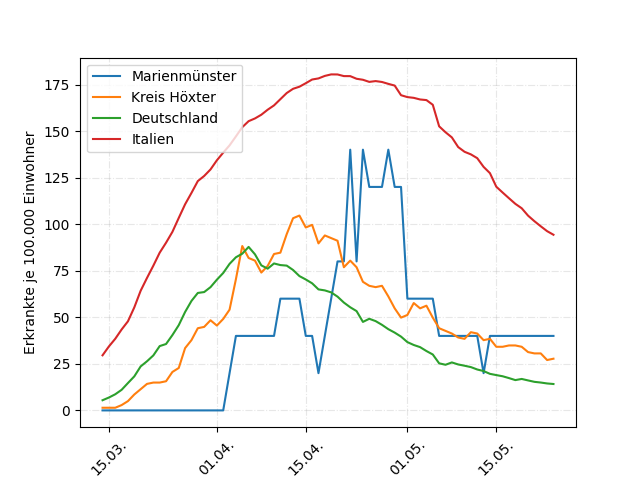 Marienmünster
Kreis Höxter
Deutschland
Italien
Erkrankte je 100.000 Einwohner
175
150
125
100
75
50
25
0
15.03.
01.04.
15.04.
01.05.
15.05.